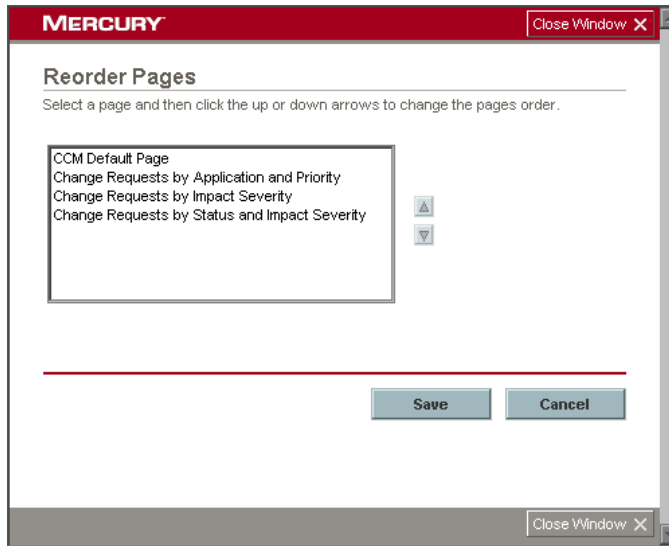 MERCURY
Close Window X
Reorder Pages
Select a page and then click the up or down arrows to change the pages order.
CCM Default Page
Change Requests by Application and Priority
Change Requests by Impact Severity
Change Requests by Status and Impact Severity
Save Cancel
Close Window X